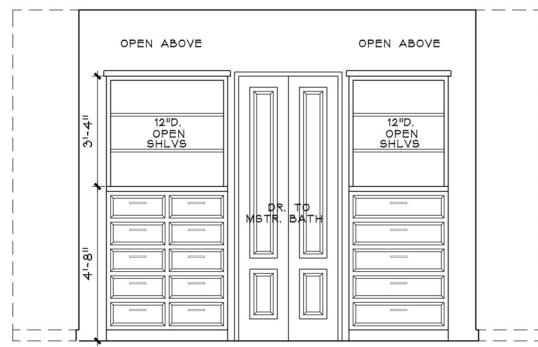 OPEN ABOVE
OPEN ABOVE
3'-4"
12"D.
OPEN
SHLVS
12"D.
OPEN
SHLVS
DR. TO
MSTR. BATH
4'-8"